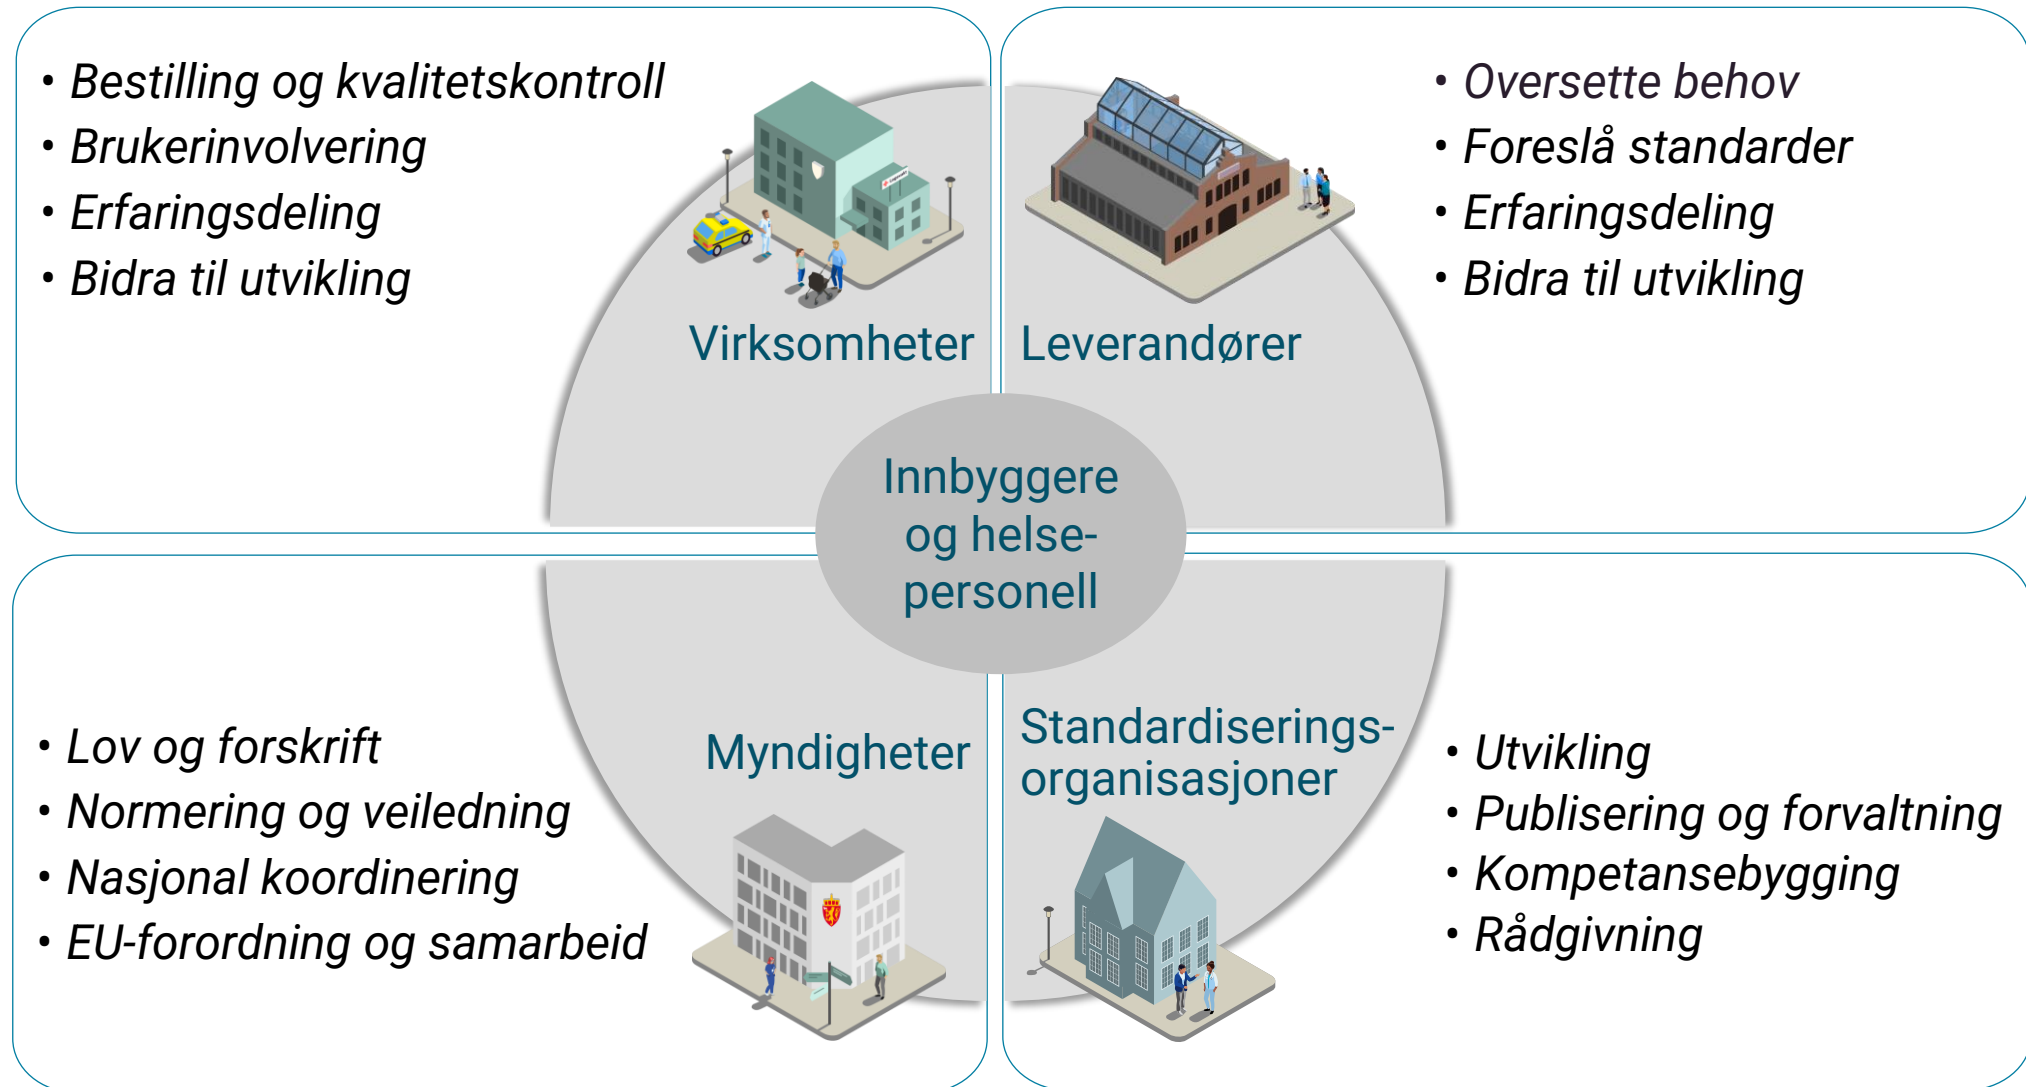 • Bestilling og kvalitetskontroll
• Brukerinvolvering
• Erfaringsdeling
• Bidra til utvikling
Virksomheter
• Oversette behov
• Foreslå standarder
• Erfaringsdeling
• Bidra til utvikling
Leverandører
Innbyggere
og helse-
personell
• Lov og forskrift
• Normering og veiledning
• Nasjonal koordinering
• EU-forordning og samarbeid
Myndigheter
Standardiserings-
organisasjoner
• Utvikling
• Publisering og forvaltning
• Kompetansebygging
• Rådgivning